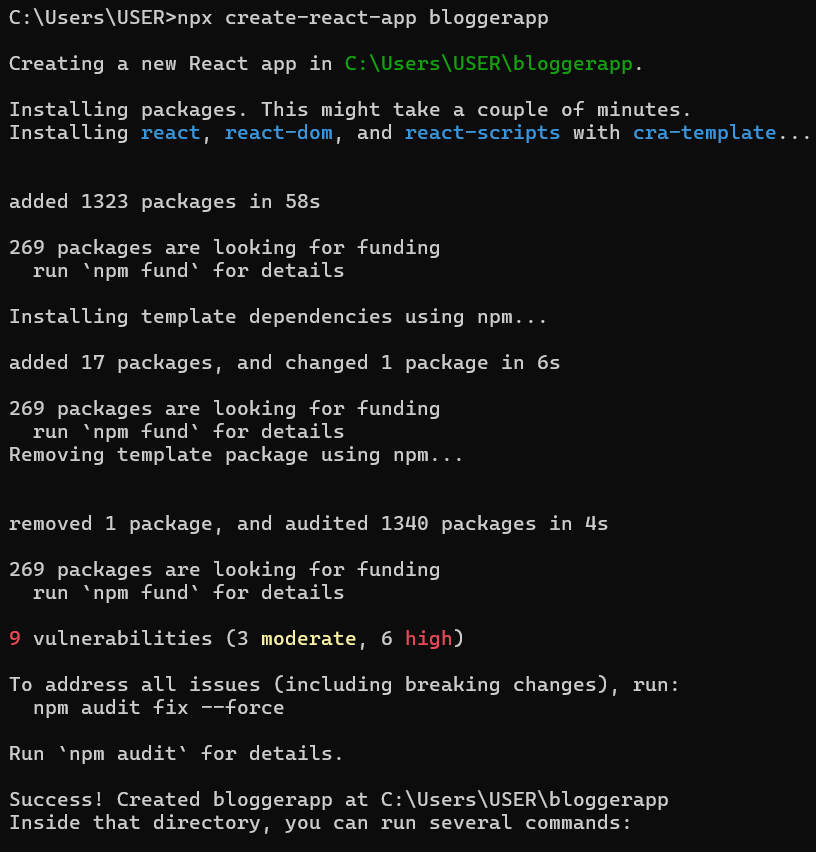 C:\Users\USER>npx create-react-app bloggerapp
Creating a new React app in C:\Users\USER\bloggerapp.
Installing packages. This might take a couple of minutes.
Installing react, react-dom, and react-scripts with cra-template...
added 1323 packages in 58s
269 packages are looking for funding
  run `npm fund` for details
Installing template dependencies using npm...
added 17 packages, and changed 1 package in 6s
269 packages are looking for funding
  run `npm fund` for details
Removing template package using npm...
removed 1 package, and audited 1340 packages in 4s
269 packages are looking for funding
  run `npm fund` for details
9 vulnerabilities (3 moderate, 6 high)
To address all issues (including breaking changes), run:
  npm audit fix --force
Run `npm audit` for details.
Success! Created bloggerapp at C:\Users\USER\bloggerapp
Inside that directory, you can run several commands: